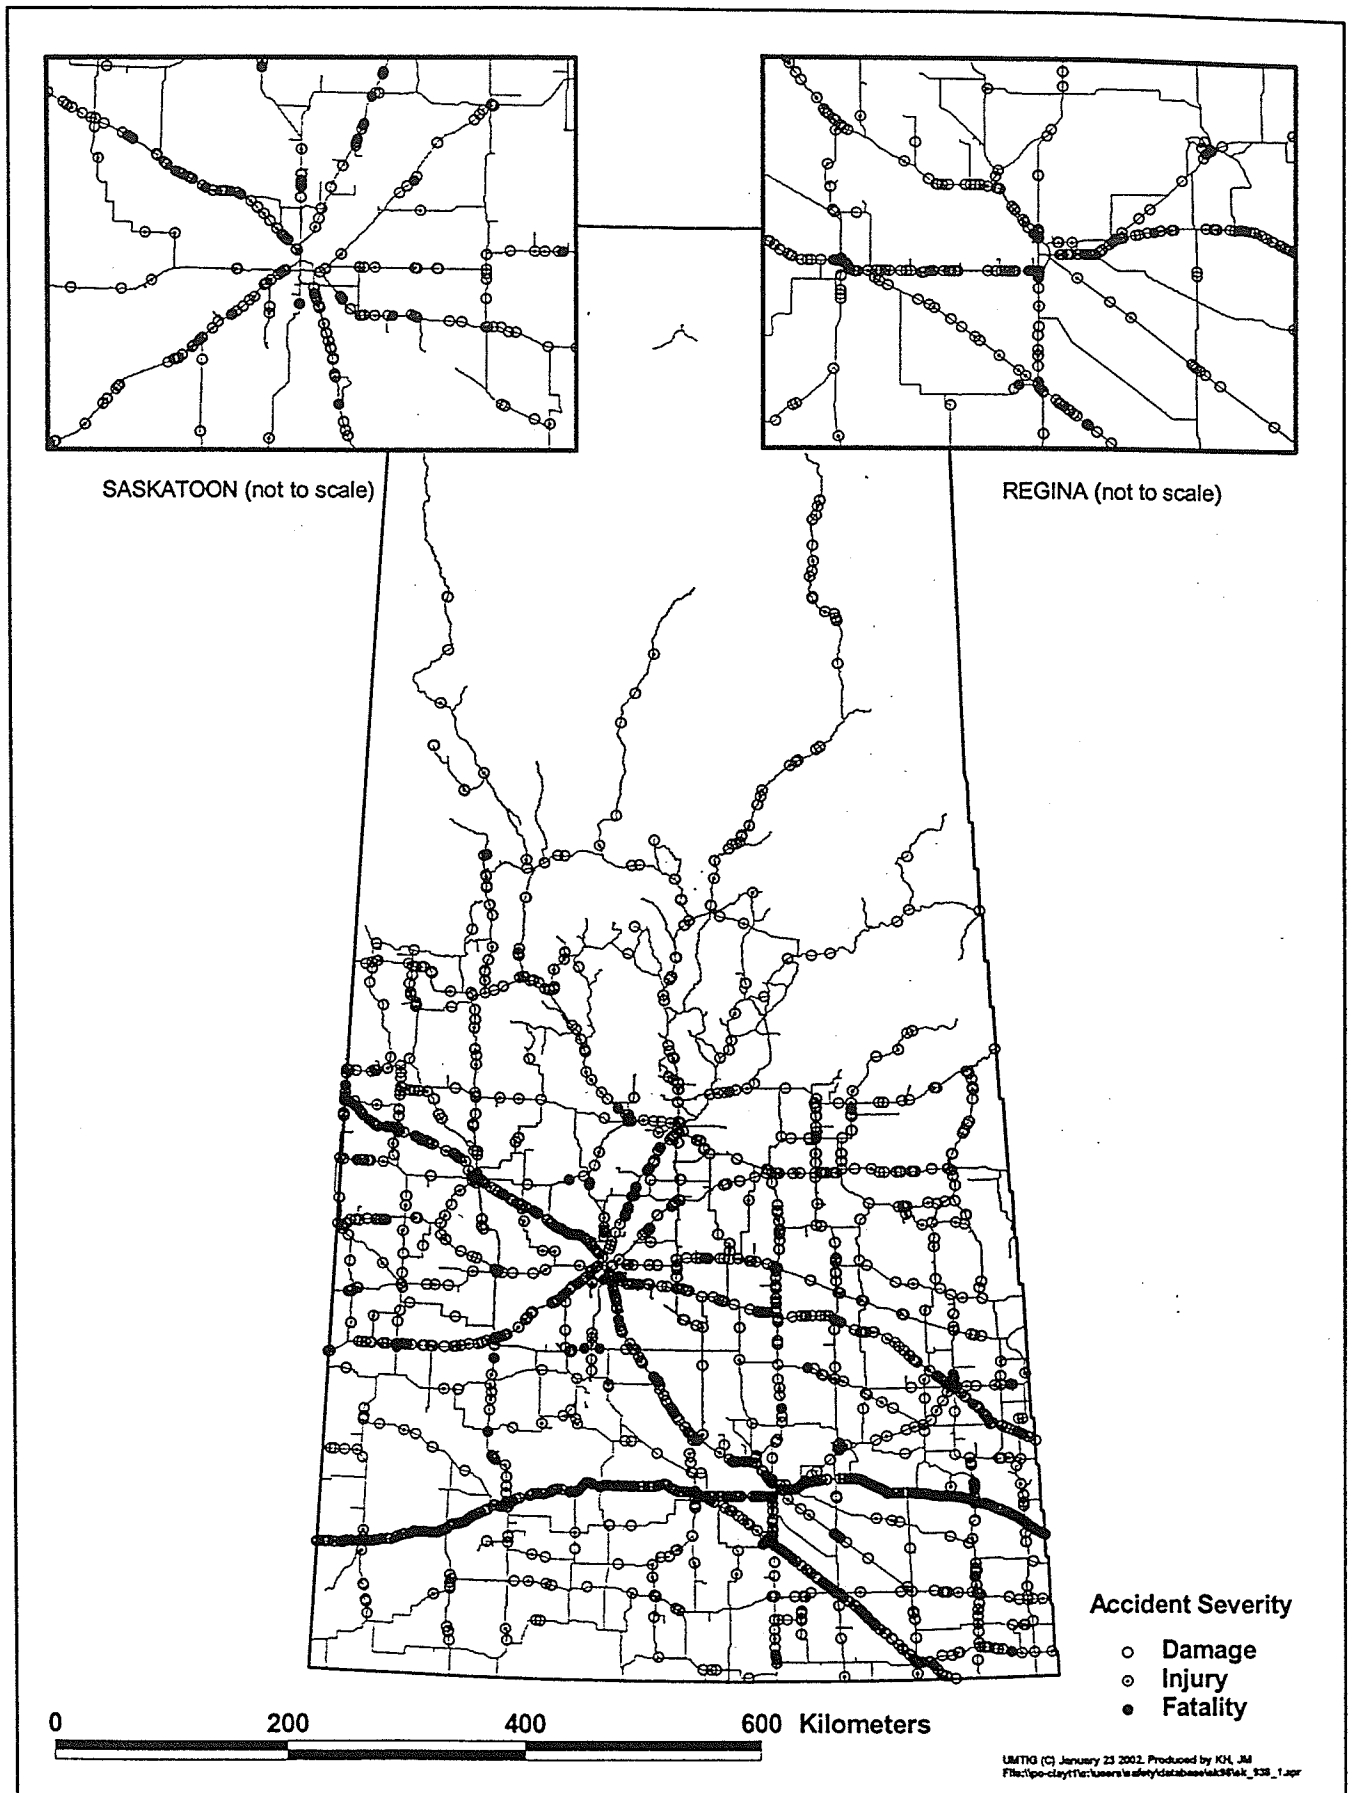 SASKATOON (not to scale)
REGINA (not to scale)
Accident Severity
Damage
Injury
Fatality
0 200 400 600 Kilometers
UMTIG (C) January 23 2002. Produced by KH, JM